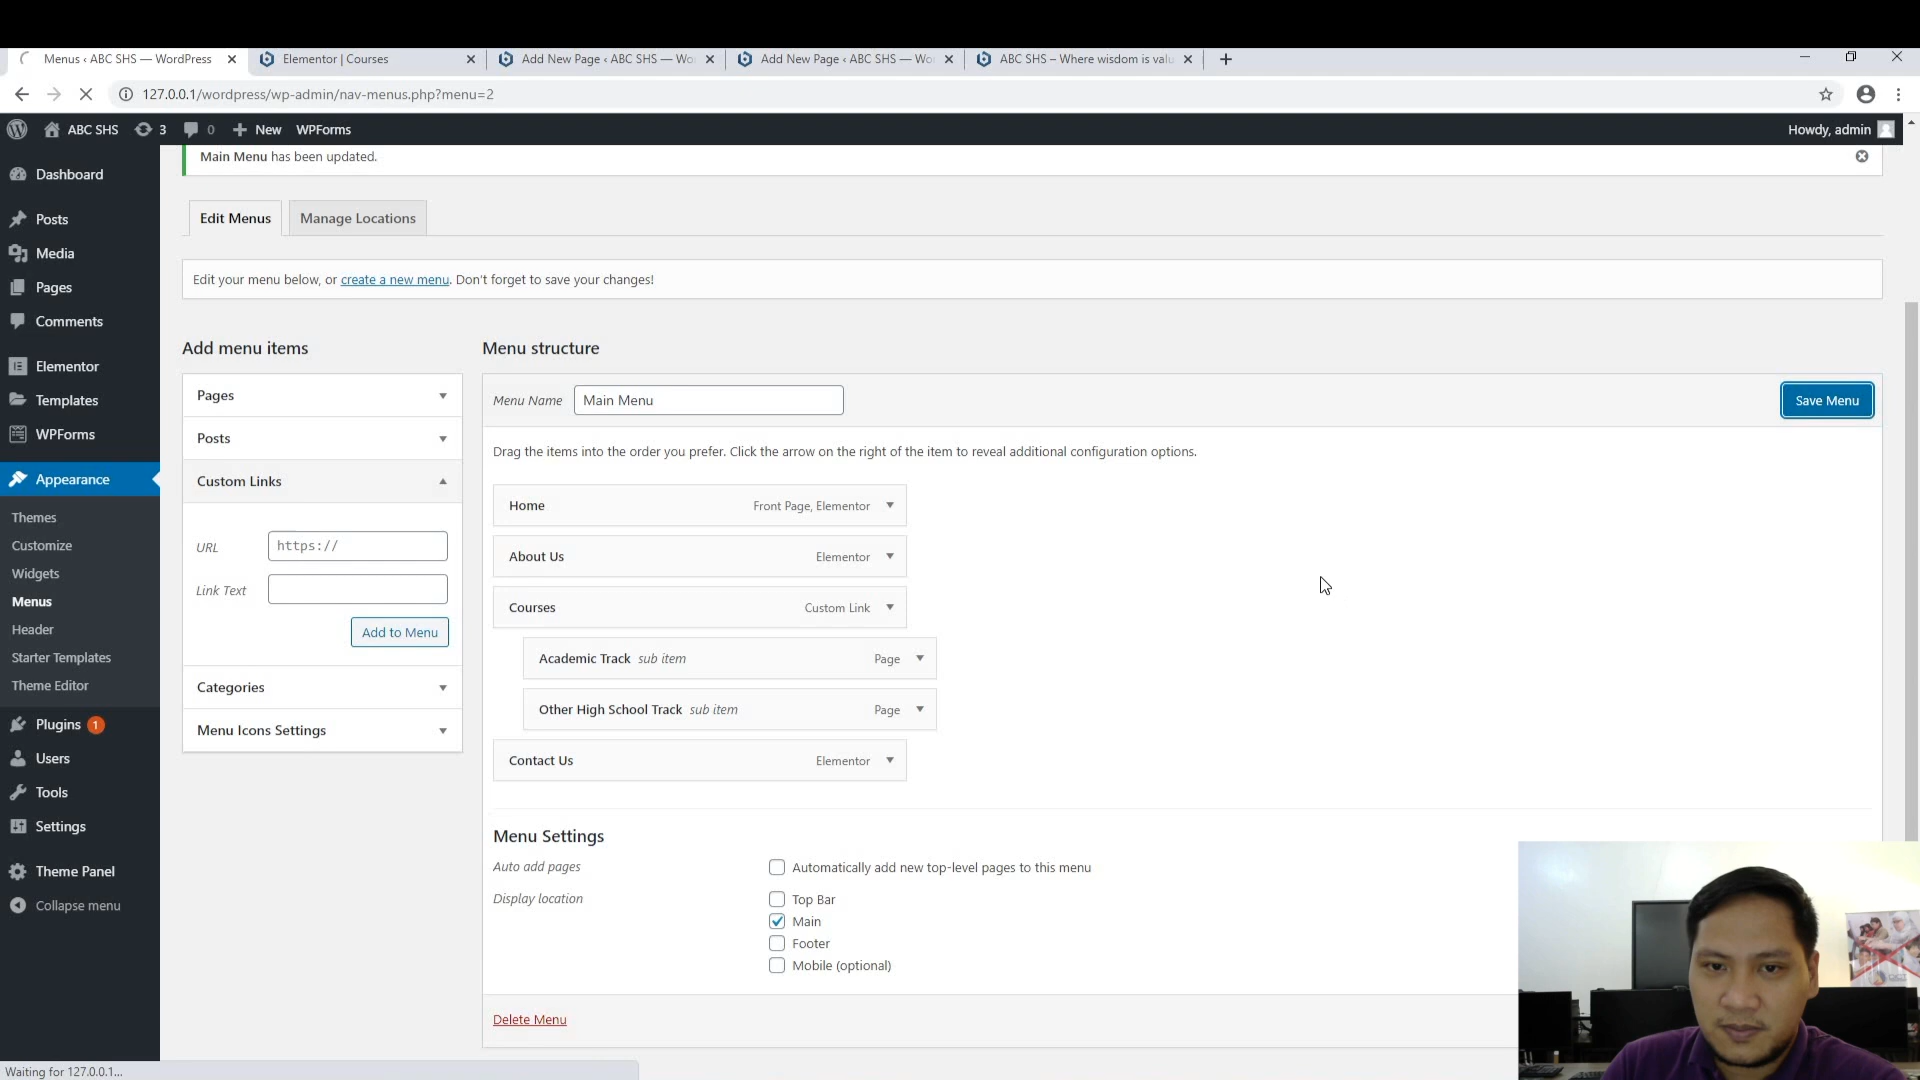 Menus ‹ ABC SHS — WordPress
Elementor | Courses
Add New Page ‹ ABC SHS — Wo
Add New Page ‹ ABC SHS — Wo
ABC SHS – Where wisdom is valu
127.0.0.1/wordpress/wp-admin/nav-menus.php?menu=2
ABC SHS
3
0
New
WPForms
Howdy, admin
Main Menu has been updated.
Dashboard
Posts
Media
Pages
Comments
Elementor
Templates
WPForms
Appearance
Themes
Customize
Widgets
Menus
Header
Starter Templates
Theme Editor
Plugins 1
Users
Tools
Settings
Theme Panel
Collapse menu
Edit Menus
Manage Locations
Edit your menu below, or create a new menu. Don't forget to save your changes!
Add menu items
Pages
Posts
Custom Links
URL
https://
Link Text
Add to Menu
Categories
Menu Icons Settings
Menu structure
Menu Name
Main Menu
Save Menu
Drag the items into the order you prefer. Click the arrow on the right of the item to reveal additional configuration options.
Home
Front Page, Elementor
About Us
Elementor
Courses
Custom Link
Academic Track sub item
Page
Other High School Track sub item
Page
Contact Us
Elementor
Menu Settings
Auto add pages
Automatically add new top-level pages to this menu
Display location
Top Bar
Main
Footer
Mobile (optional)
Delete Menu
Waiting for 127.0.0.1...